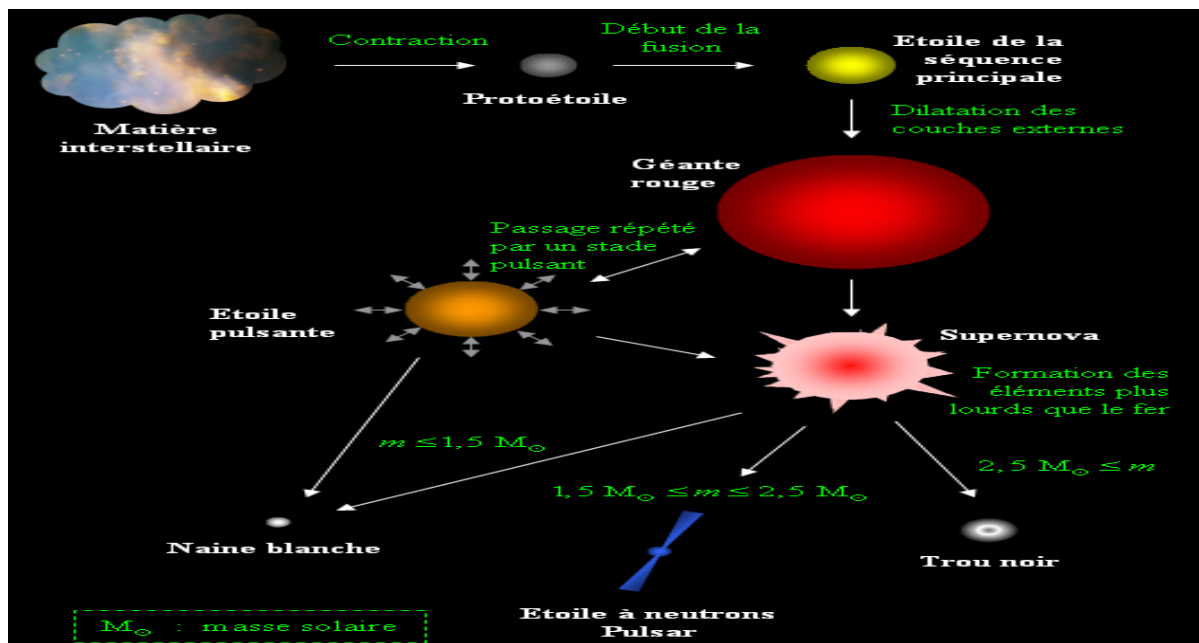 Contraction
Début de la
fusion
Etoile de la
séquence
principale
Protoétoile
Matière
interstellaire
Dilatation des
couches externes
Géante
rouge
Passage répété
par un stade
pulsant
Etoile
pulsante
Supernova
Formation des
éléments plus
lourds que le fer
m ≤ 1,5 M⊙
2,5 M⊙ ≤ m
1,5 M⊙ ≤ m ≤ 2,5 M⊙
Naine blanche
Trou noir
Etoile à neutrons
Pulsar
M⊙ : masse solaire